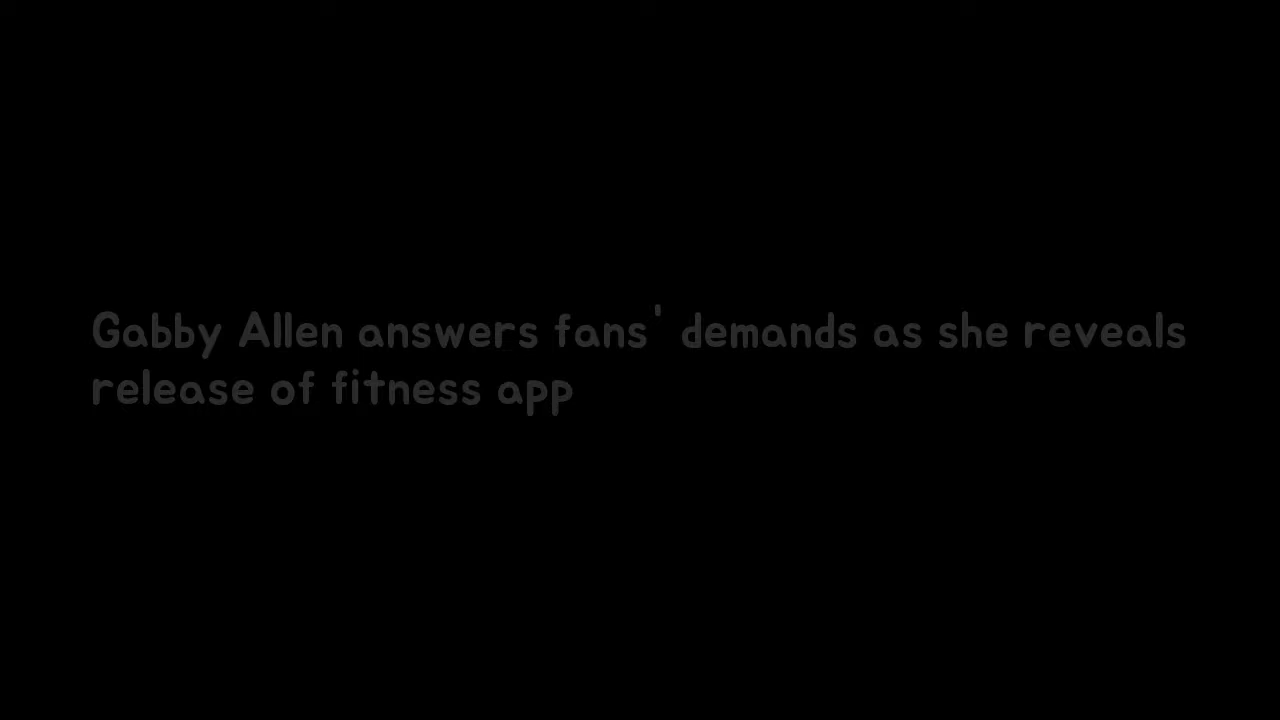 Gabby Allen answers fans' demands as she reveals
release of fitness app